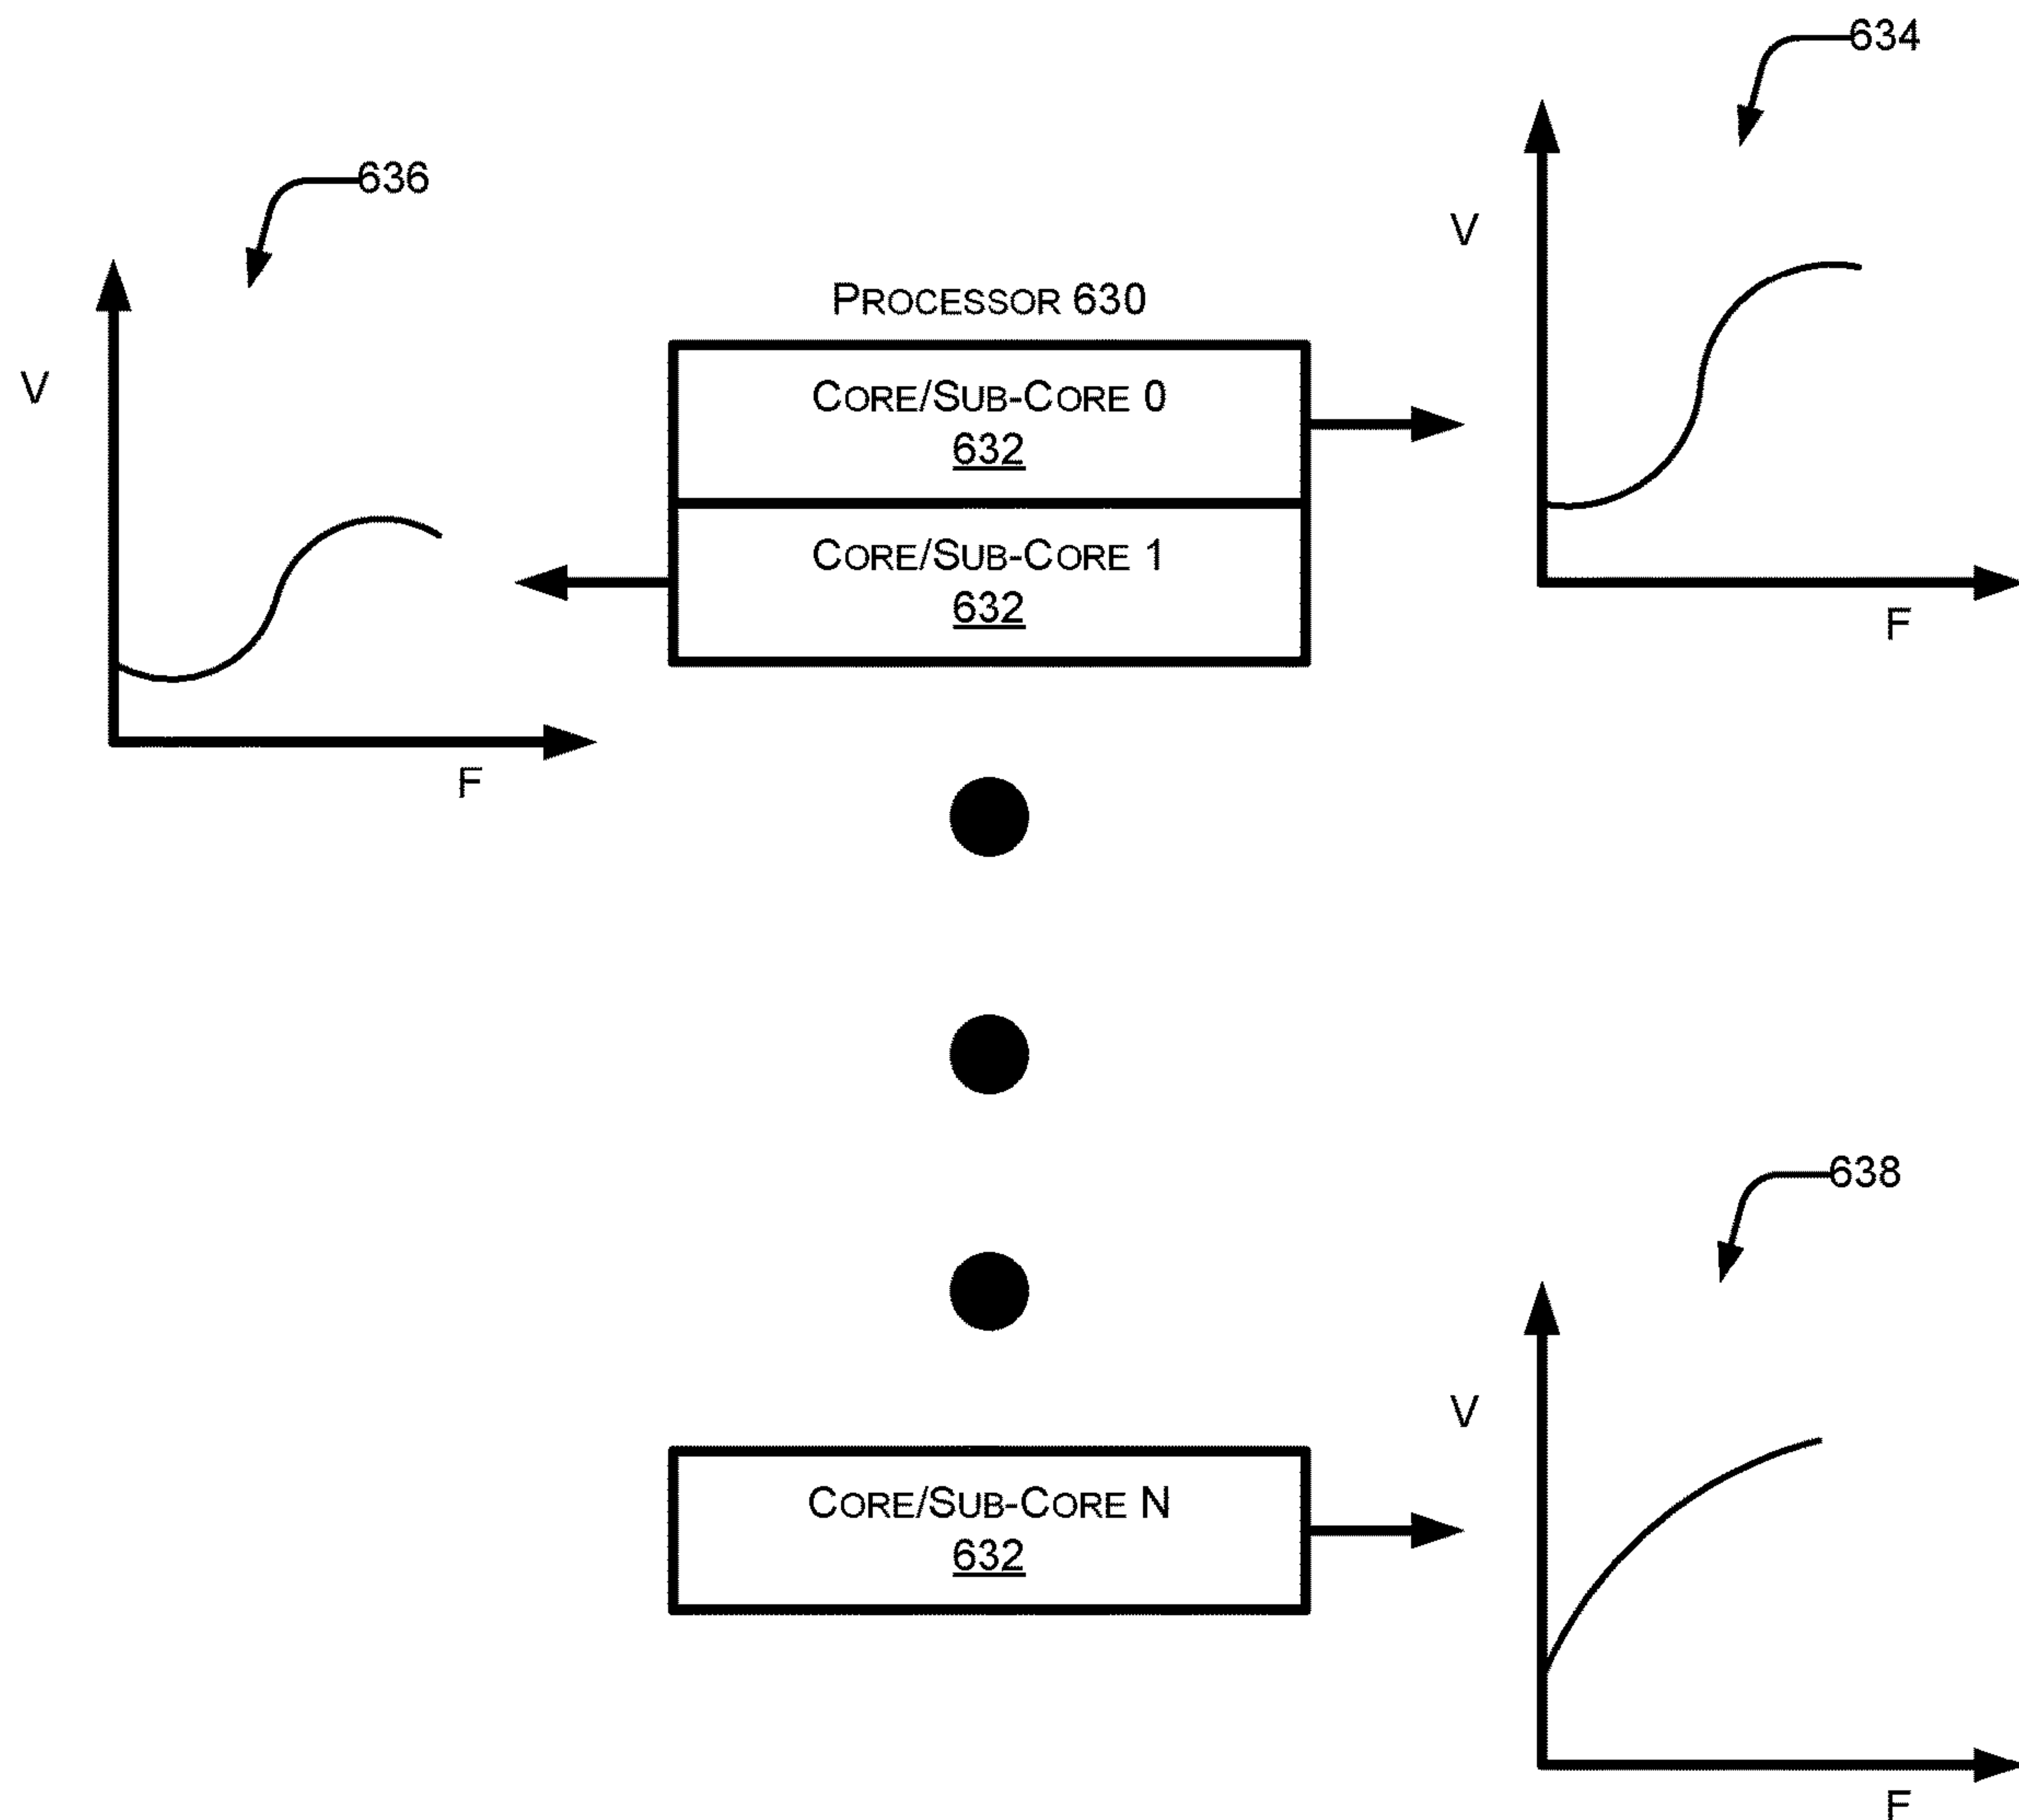 634
636
V
PROCESSOR 630
V
CORE/SUB-CORE 0
632
CORE/SUB-CORE 1
632
F
F
638
V
CORE/SUB-CORE N
632
F